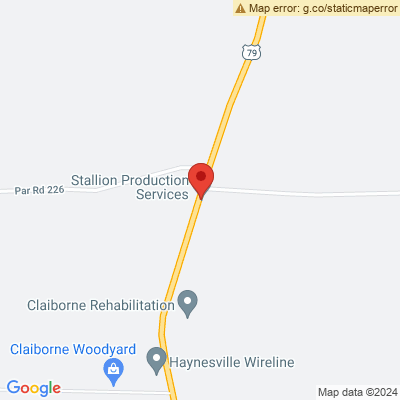 Map error: g.co/staticmaperror
79
Stallion Production
Services
Par Rd 226
Claiborne Rehabilitation
Claiborne Woodyard
Haynesville Wireline
Google
Map data ©2024